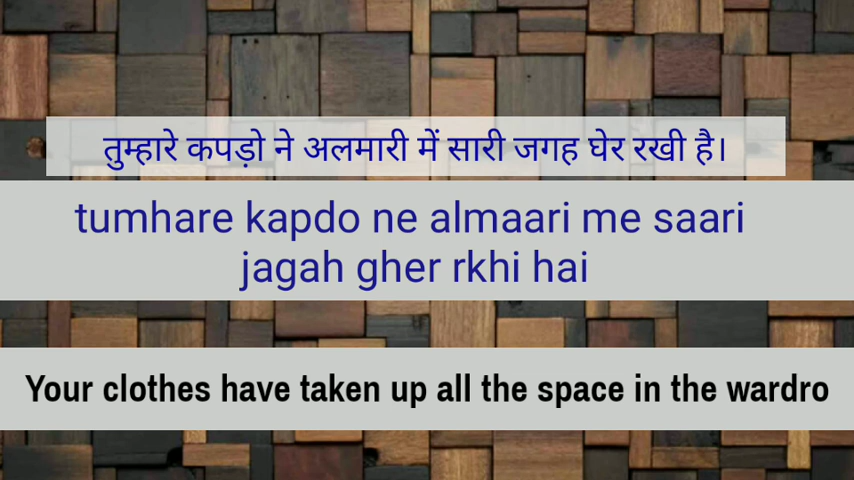 तुम्हारे कपड़ो ने अलमारी में सारी जगह घेर रखी है।
tumhare kapdo ne almaari me saari
jagah gher rkhi hai
Your clothes have taken up all the space in the wardro